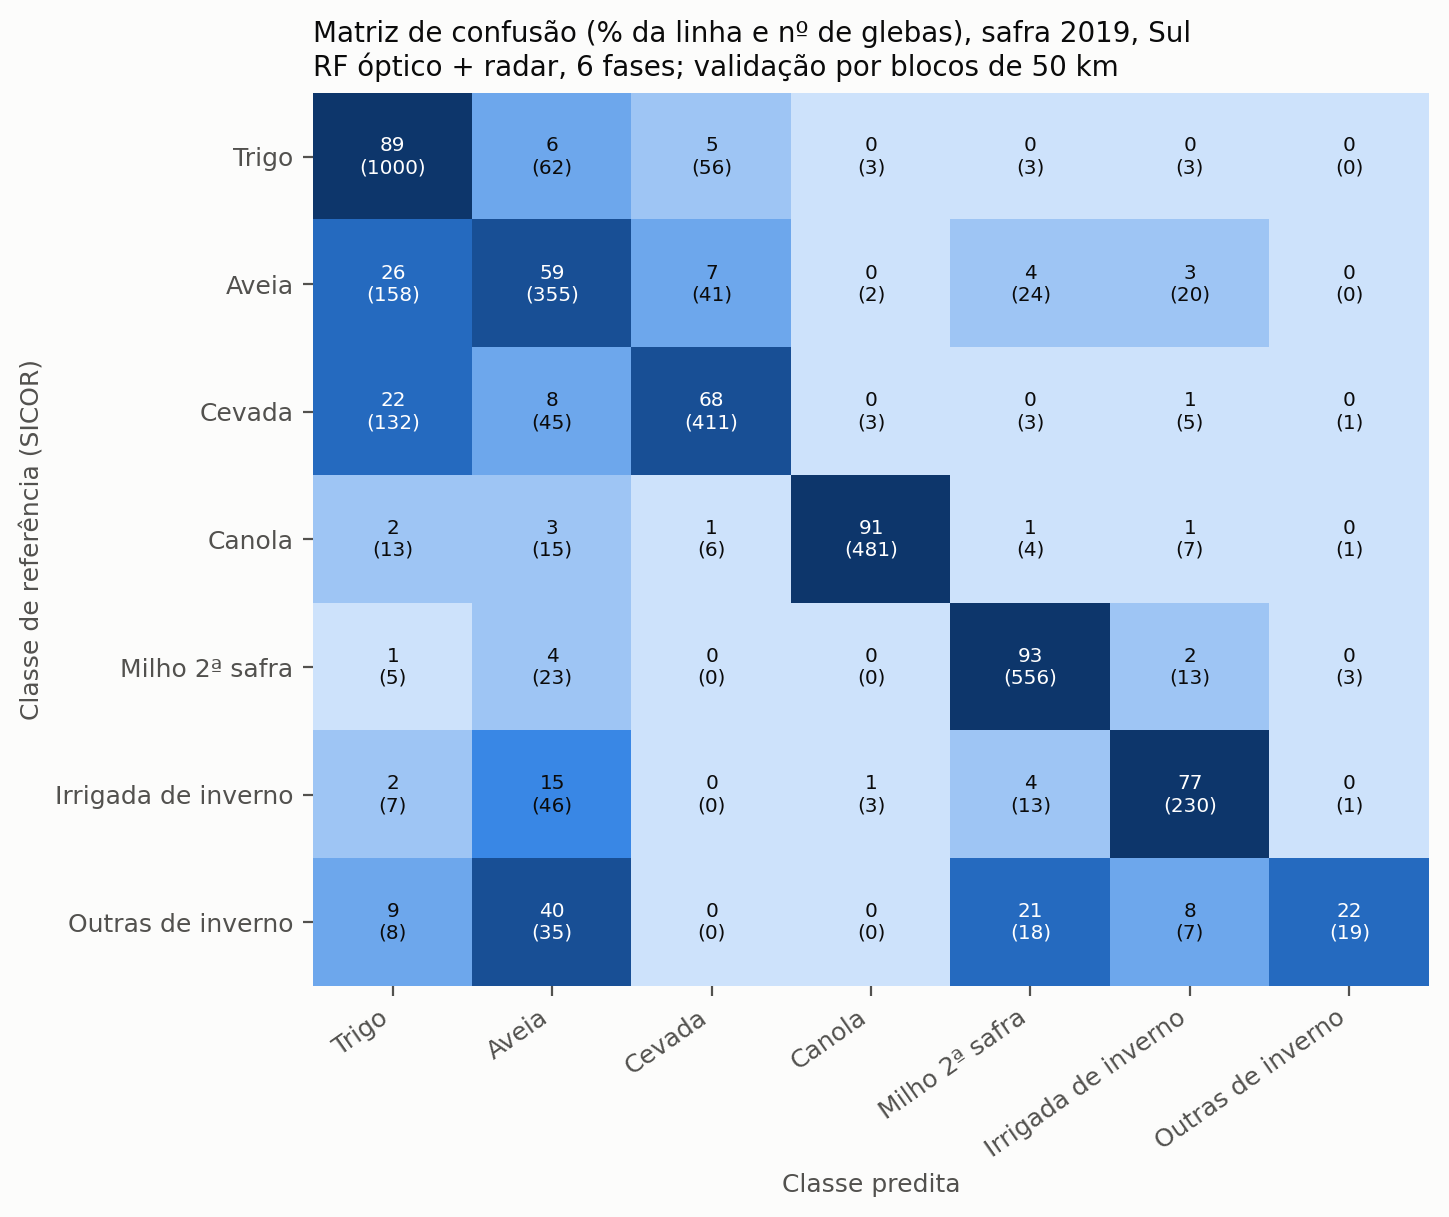 Matriz de confusão (% da linha e nº de glebas), safra 2019, Sul
RF óptico + radar, 6 fases; validação por blocos de 50 km
Classe de referência (SICOR)
Trigo
89 6 5 0 0 0 0
(1000) (62) (56) (3) (3) (3) (0)
Aveia
26 59 7 0 4 3 0
(158) (355) (41) (2) (24) (20) (0)
Cevada
22 8 68 0 0 1 0
(132) (45) (411) (3) (3) (5) (1)
Canola
2 3 1 91 1 1 0
(13) (15) (6) (481) (4) (7) (1)
Milho 2ª safra
1 4 0 0 93 2 0
(5) (23) (0) (0) (556) (13) (3)
Irrigada de inverno
2 15 0 1 4 77 0
(7) (46) (0) (3) (13) (230) (1)
Outras de inverno
9 40 0 0 21 8 22
(8) (35) (0) (0) (18) (7) (19)
Trigo
Aveia
Cevada
Canola
Milho 2ª safra
Irrigada de inverno
Outras de inverno
Classe predita